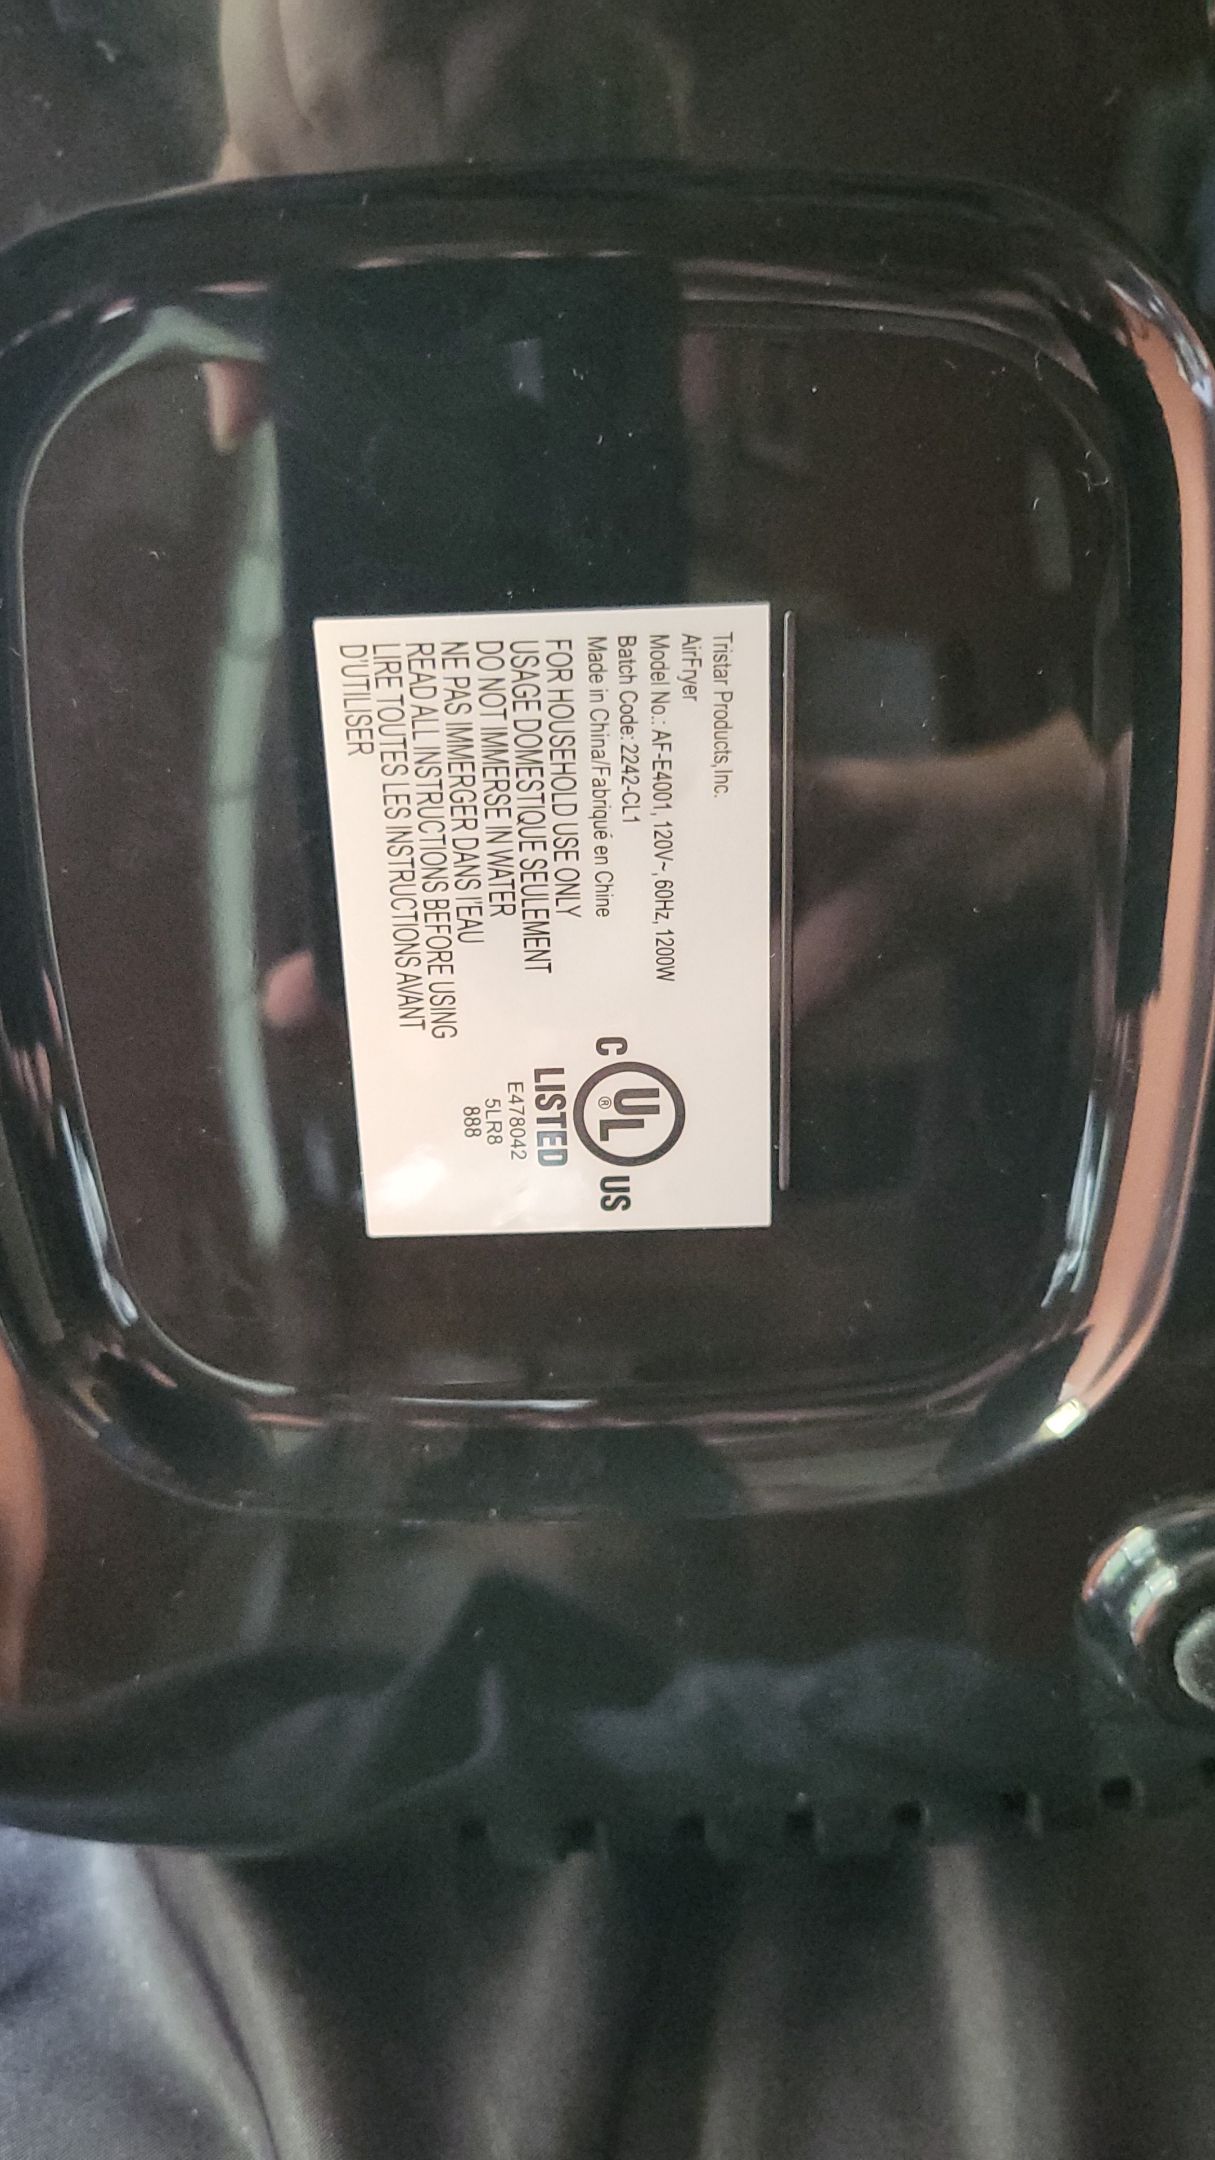 Tristar Products, Inc.
AirFryer
Model No.: AF-E4001, 120V~, 60Hz, 1200W
Batch Code: 2242-CL1
Made in China/Fabriqué en Chine
FOR HOUSEHOLD USE ONLY
USAGE DOMESTIQUE SEULEMENT
DO NOT IMMERSE IN WATER
NE PAS IMMERGER DANS l'EAU
READ ALL INSTRUCTIONS BEFORE USING
LIRE TOUTES LES INSTRUCTIONS AVANT
D'UTILISER
C UL ® US
LISTED
E478042
5LR8
888